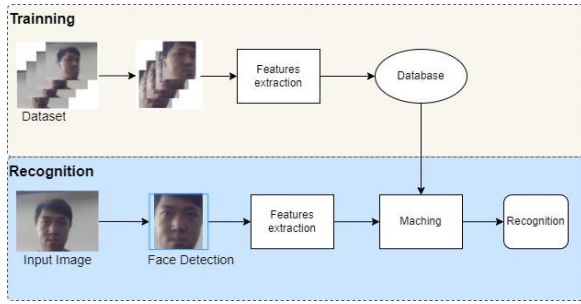 Trainning
Features
extraction
Database
Dataset
Recognition
Features
extraction
Maching
Recognition
Input Image
Face Detection